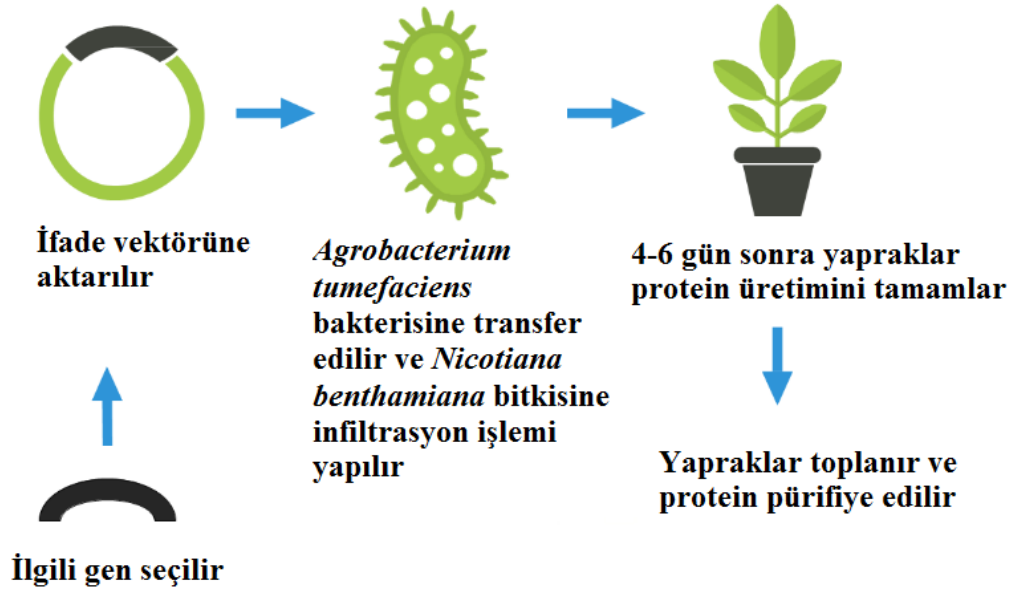 İfade vektörüne
aktarılır
Agrobacterium
tumefaciens
bakterisine transfer
edilir ve Nicotiana
benthamiana bitkisine
infiltrasyon işlemi
yapılır
4-6 gün sonra yapraklar
protein üretimini tamamlar
Yapraklar toplanır ve
protein pürifiye edilir
İlgili gen seçilir